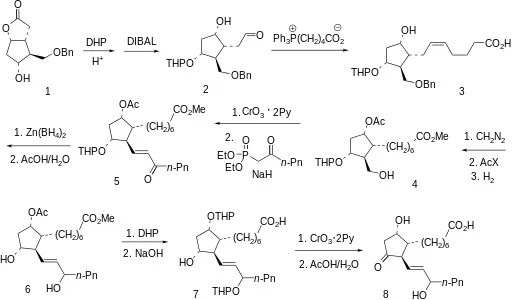 O
O
OBn
OH
1
DHP
H+
DIBAL
OH
O
THPO
OBn
2
Ph3P(CH2)4CO2
⊕ ⊖
OH
CO2H
THPO
OBn
3
1. CH2N2
2. AcX
3. H2
OAc
CO2Me
(CH2)6
THPO
OH
4
1. CrO3 · 2Py
2.
O O
EtO P n-Pn
EtO
NaH
OAc
CO2Me
(CH2)6
THPO
O n-Pn
5
1. Zn(BH4)2
2. AcOH/H2O
OAc
CO2Me
(CH2)6
HO
HO n-Pn
6
1. DHP
2. NaOH
OTHP
CO2H
(CH2)6
HO
THPO n-Pn
7
1. CrO3·2Py
2. AcOH/H2O
OH
CO2H
(CH2)6
O
HO n-Pn
8